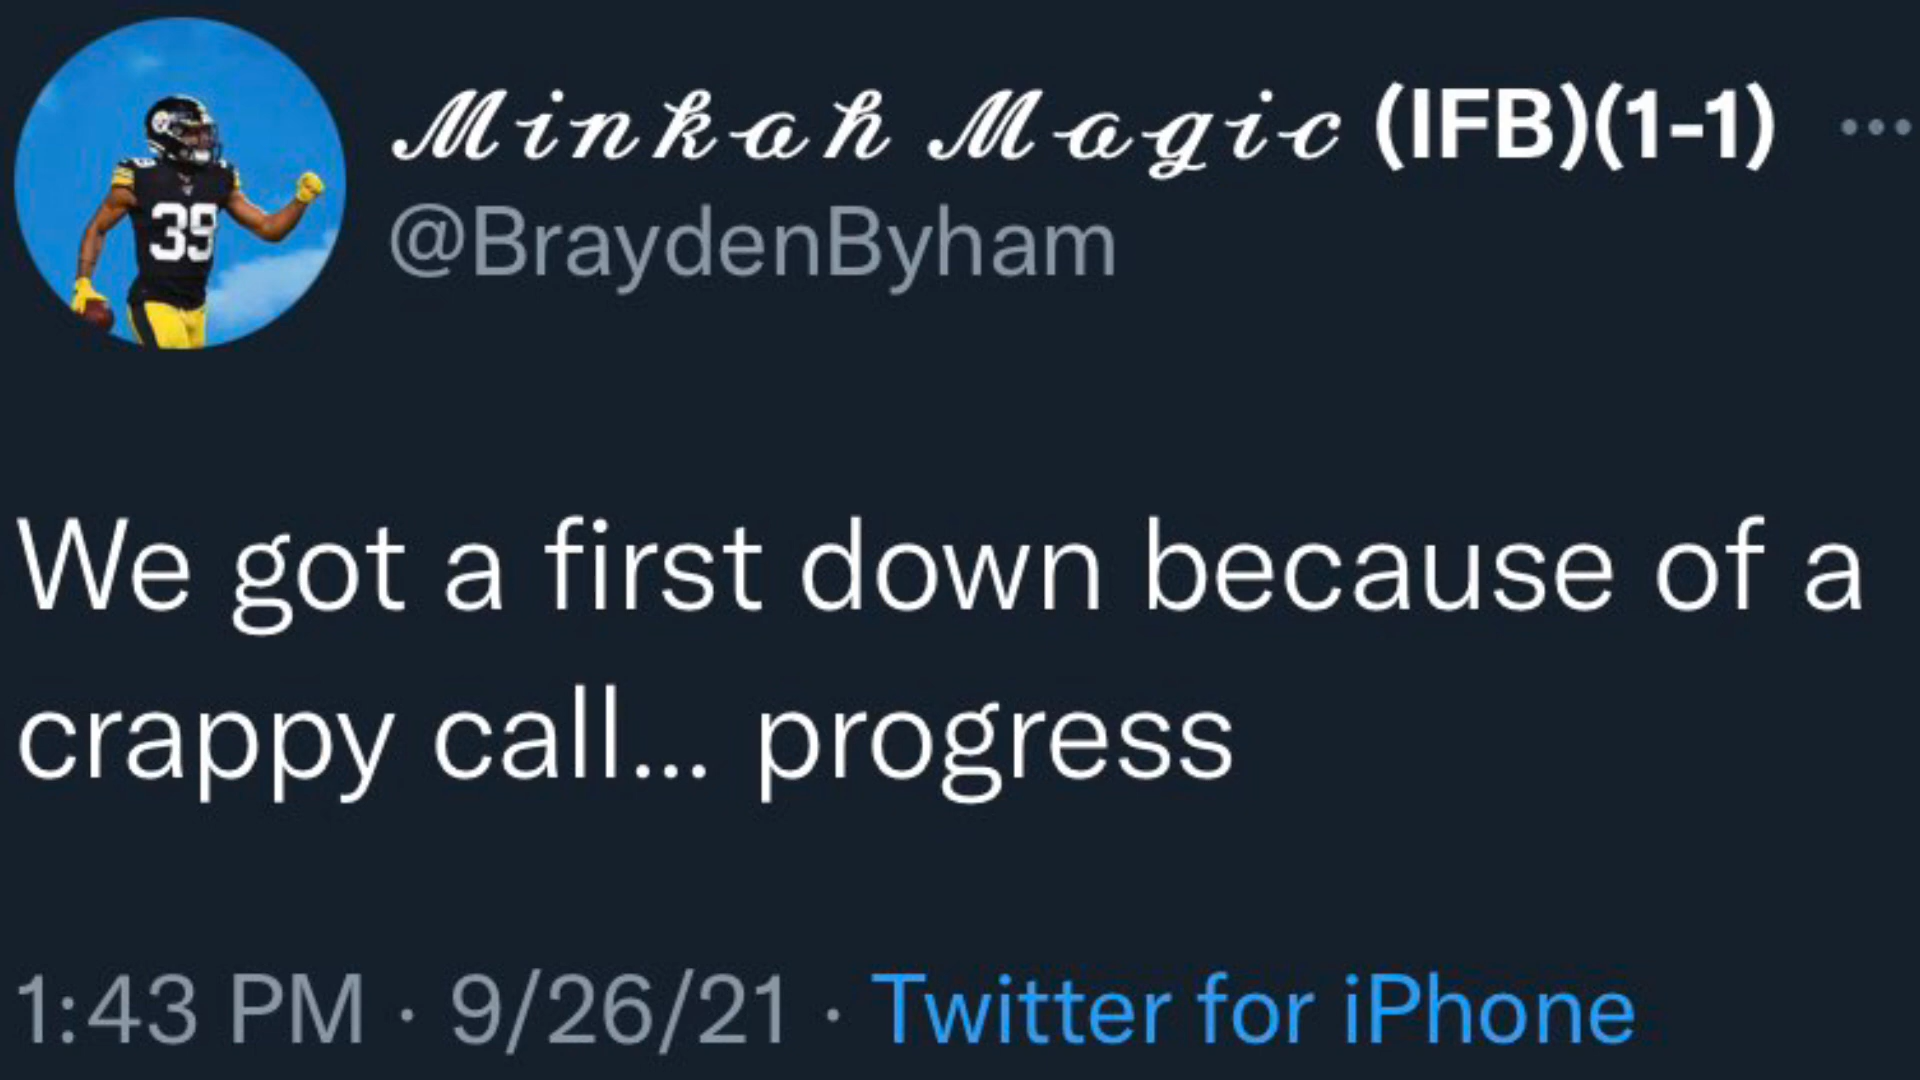 𝓜𝓲𝓷𝓴𝓪𝓱 𝓜𝓪𝓰𝓲𝓬 (IFB)(1-1) ...
@BraydenByham
39
We got a first down because of a
crappy call... progress
1:43 PM · 9/26/21 · Twitter for iPhone